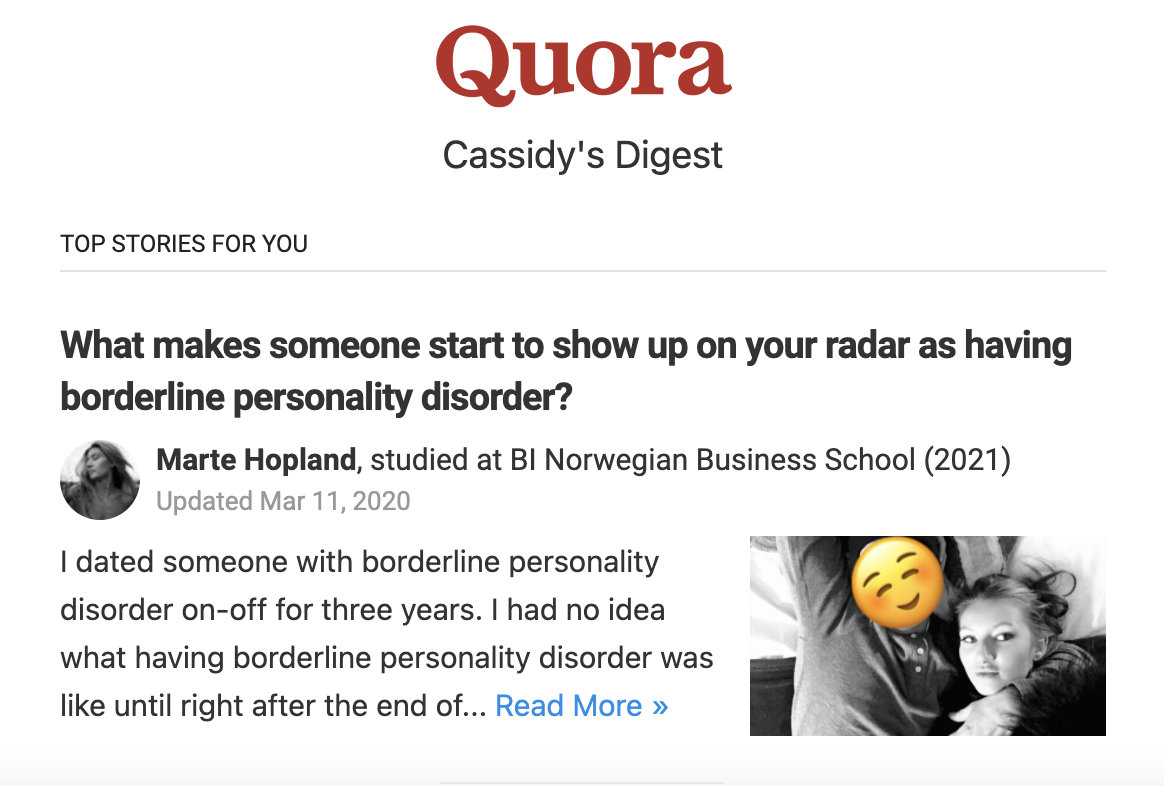 Quora
Cassidy's Digest
TOP STORIES FOR YOU
What makes someone start to show up on your radar as having
borderline personality disorder?
Marte Hopland, studied at BI Norwegian Business School (2021)
Updated Mar 11, 2020
I dated someone with borderline personality
disorder on-off for three years. I had no idea
what having borderline personality disorder was
like until right after the end of... Read More »